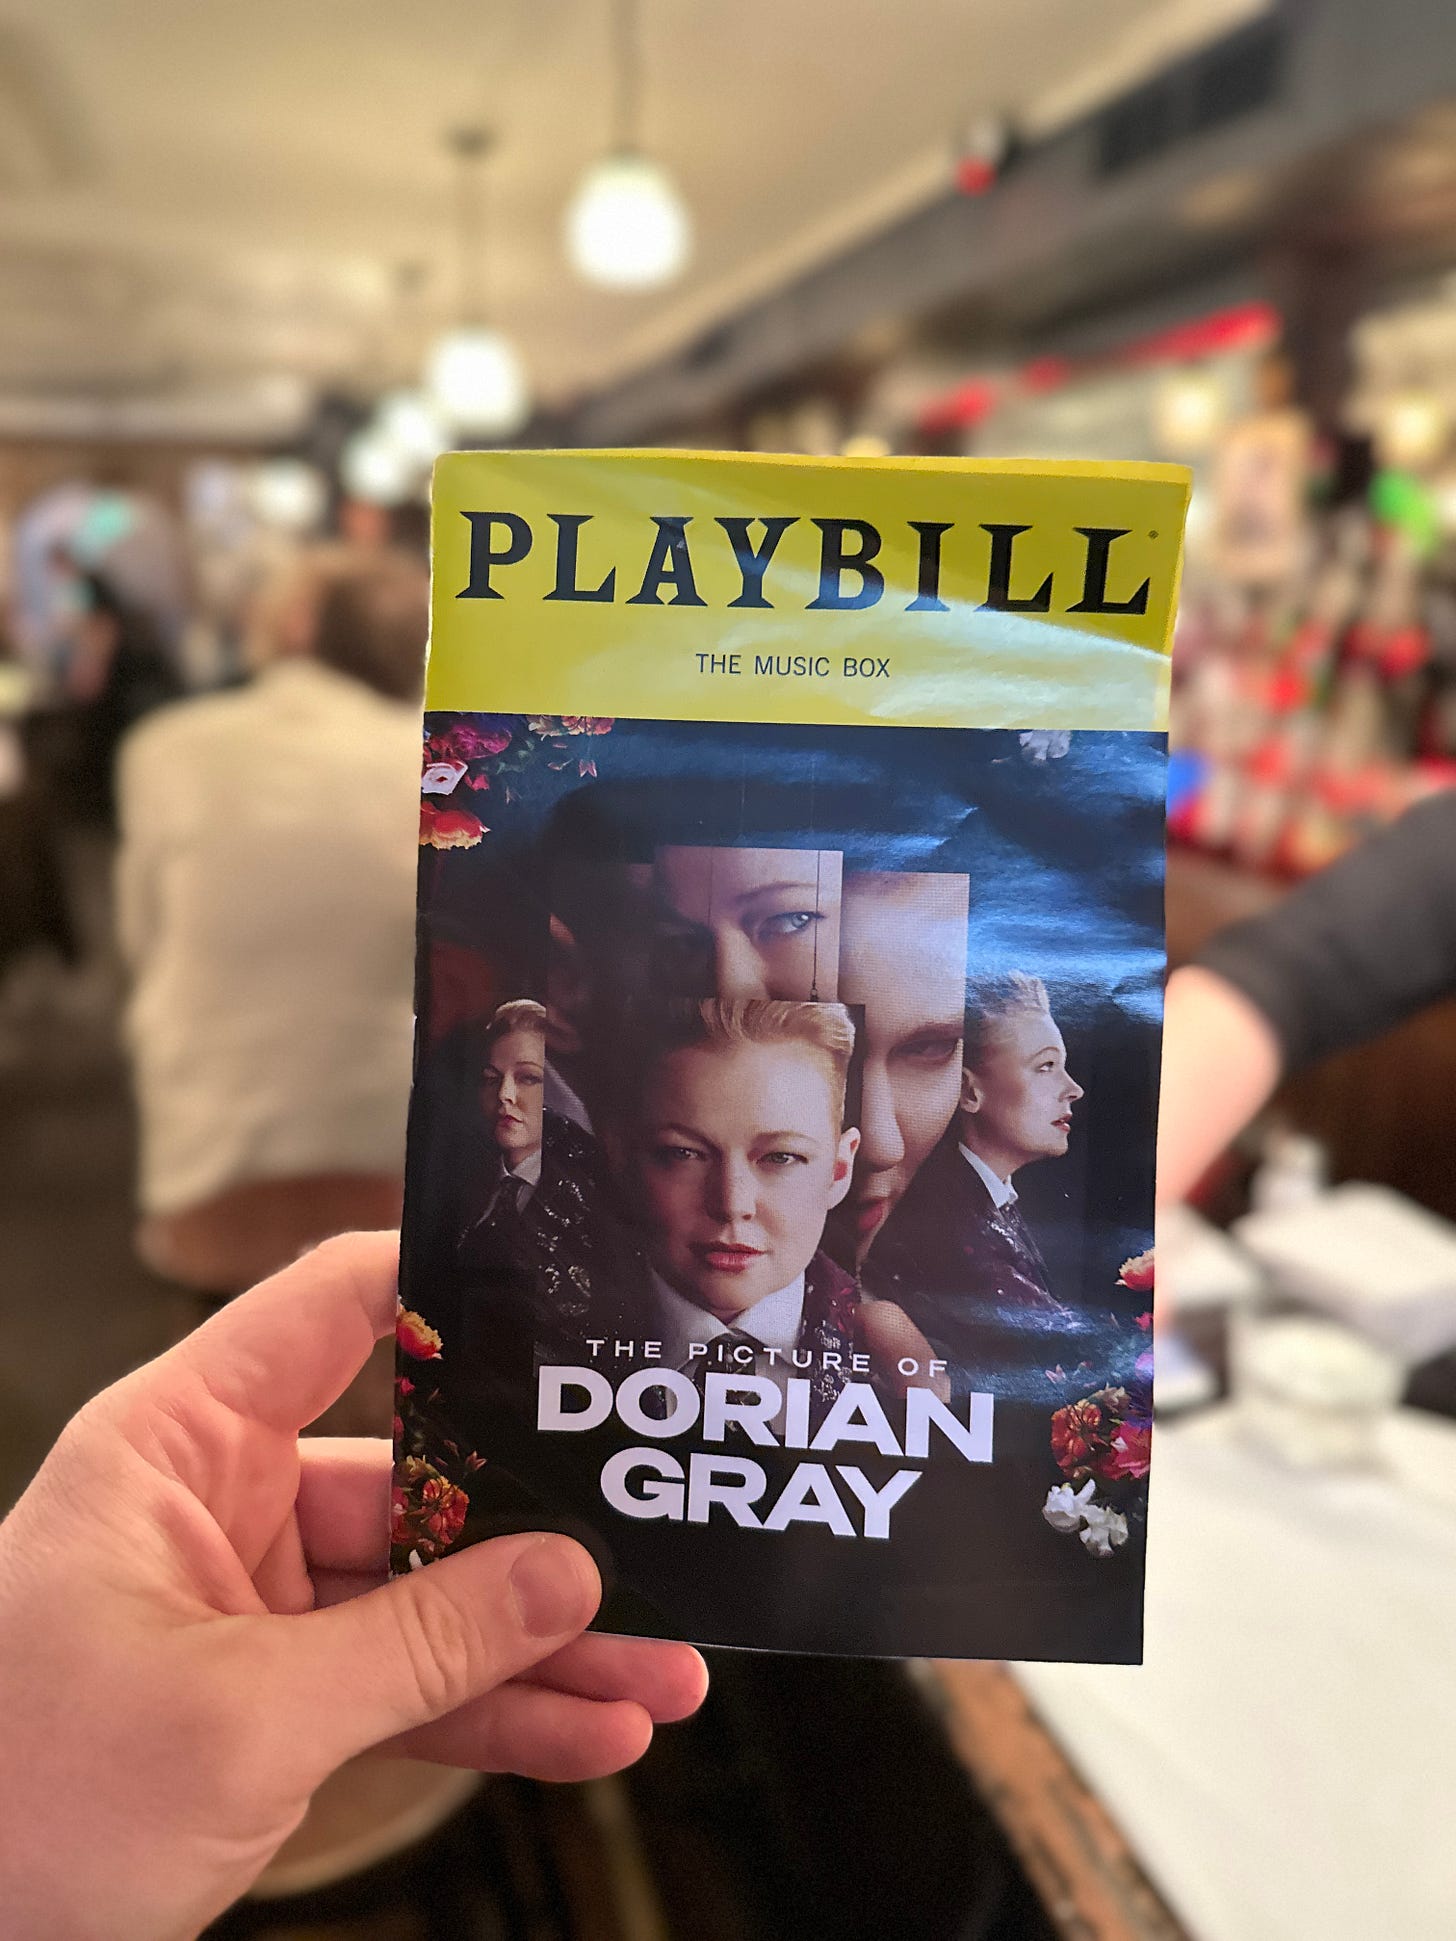 PLAYBILL®
THE MUSIC BOX
THE PICTURE OF
DORIAN
GRAY